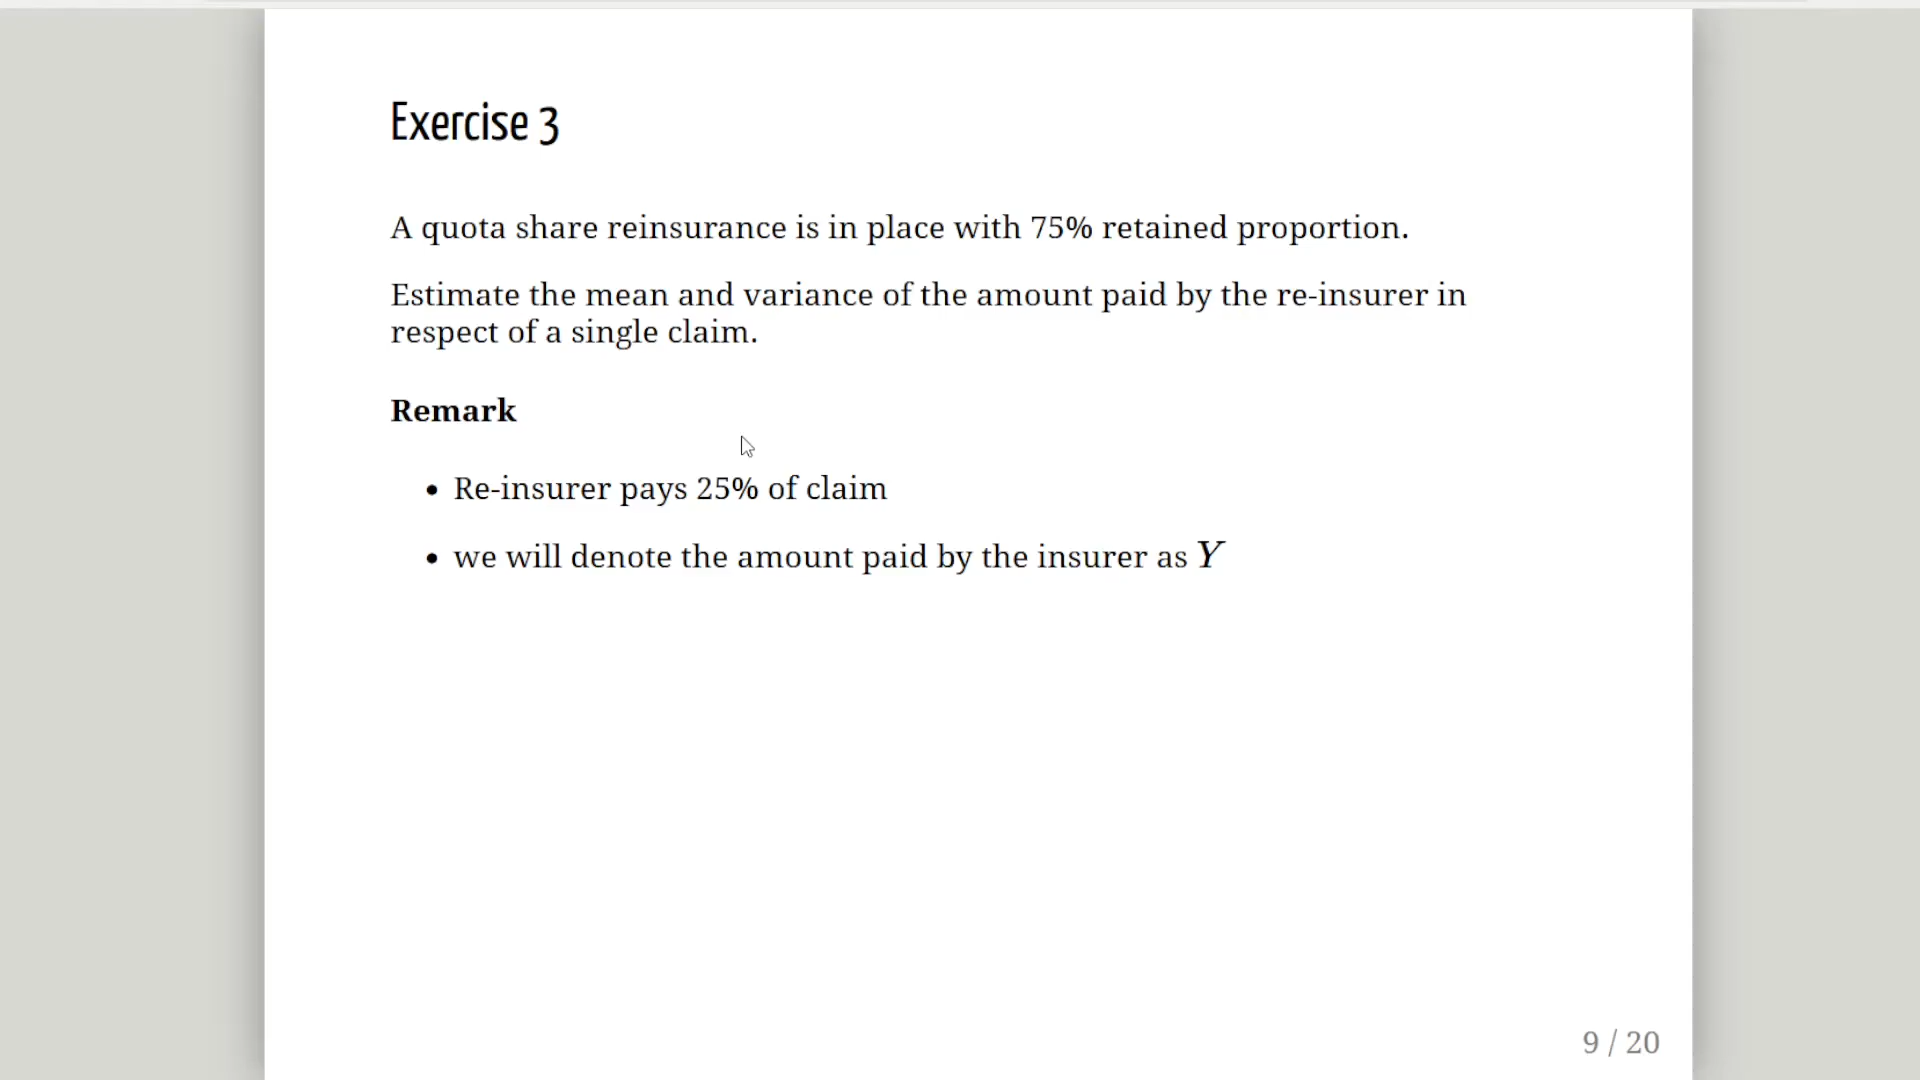 Exercise 3
A quota share reinsurance is in place with 75% retained proportion.
Estimate the mean and variance of the amount paid by the re-insurer in
respect of a single claim.
Remark
• Re-insurer pays 25% of claim
• we will denote the amount paid by the insurer as Y
9 / 20